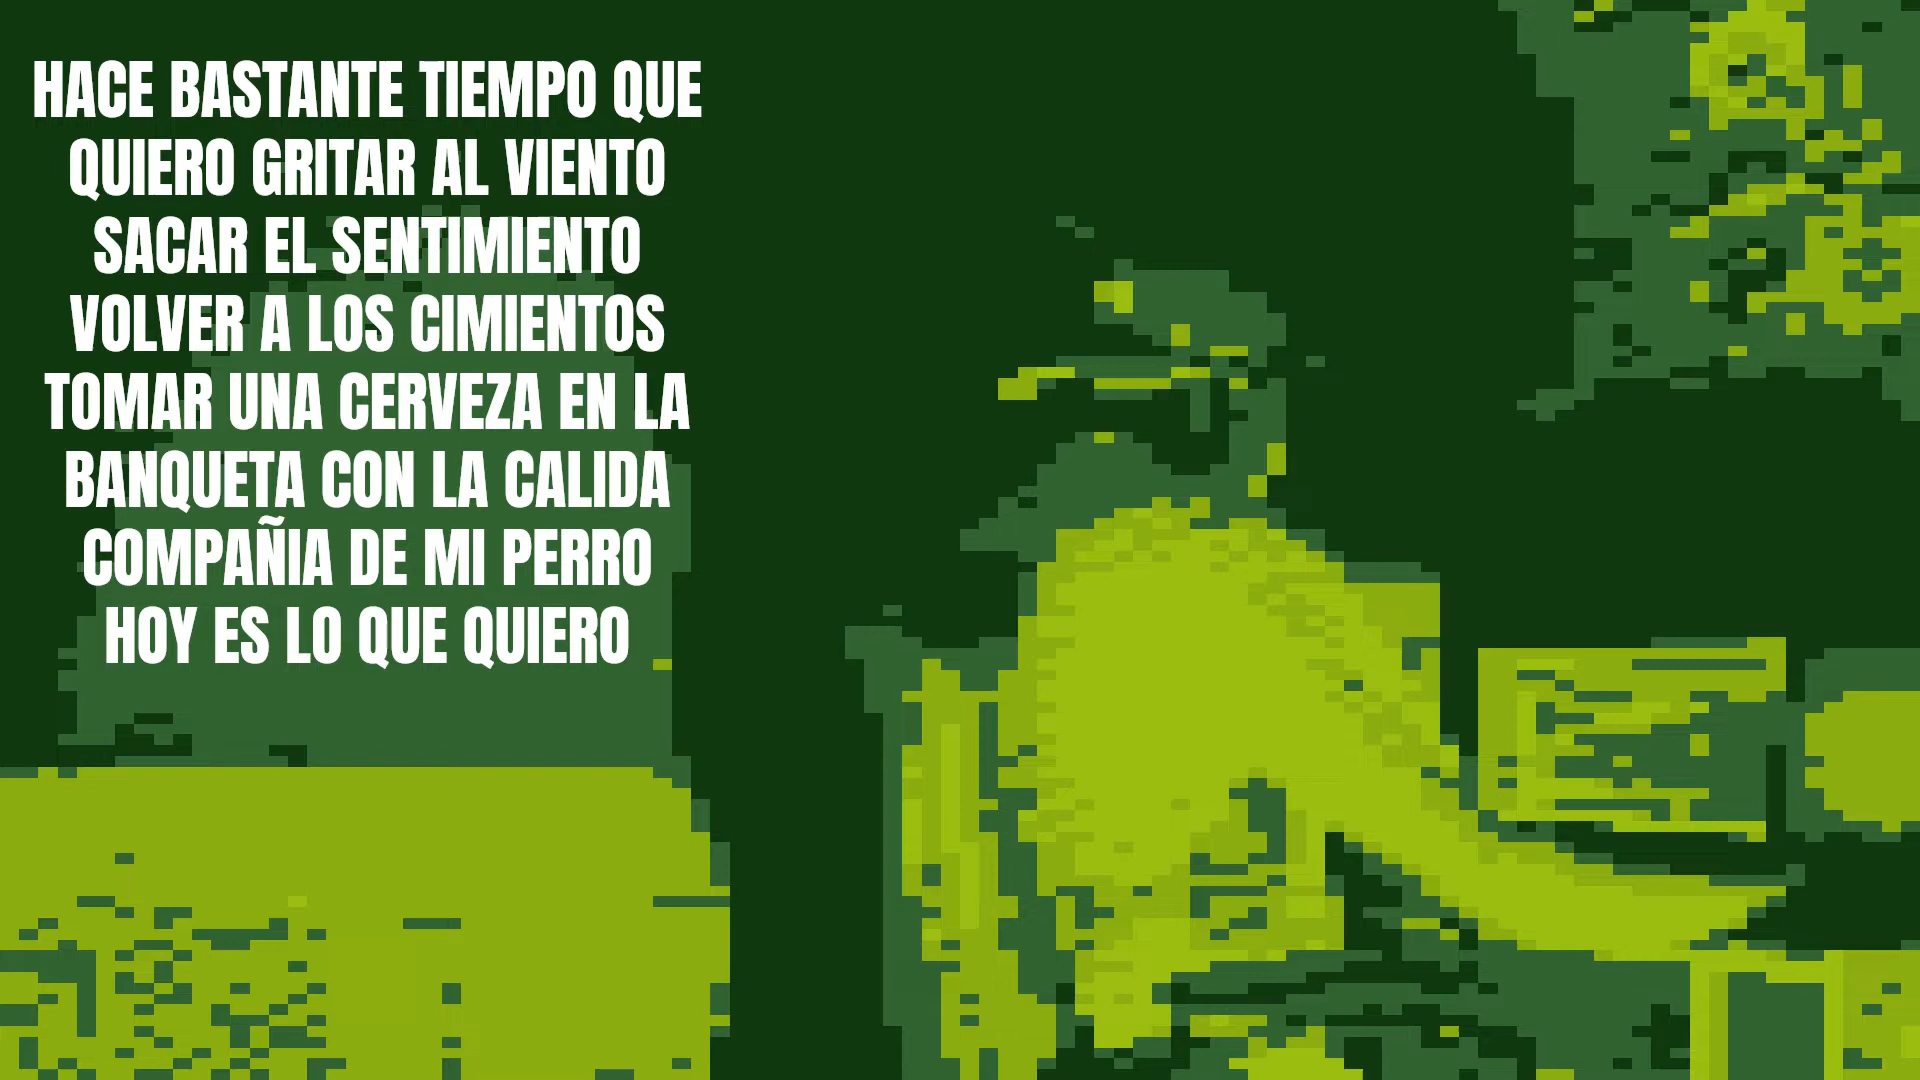 HACE BASTANTE TIEMPO QUE
QUIERO GRITAR AL VIENTO
SACAR EL SENTIMIENTO
VOLVER A LOS CIMIENTOS
TOMAR UNA CERVEZA EN LA
BANQUETA CON LA CALIDA
COMPAÑIA DE MI PERRO
HOY ES LO QUE QUIERO